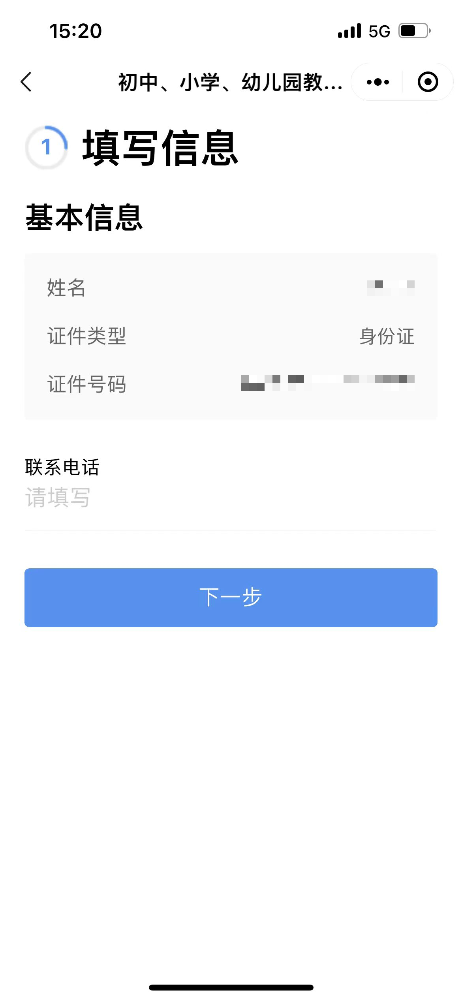 15:20
5G
初中、小学、幼儿园教...
1 填写信息
基本信息
姓名
证件类型 身份证
证件号码
联系电话
请填写
下一步